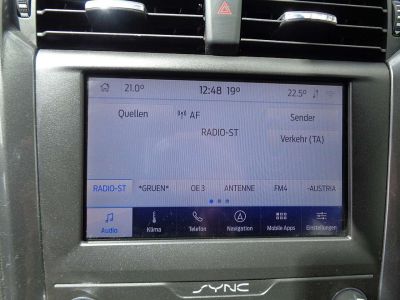 21.0° 12:48 19° 22.5°
Quellen AF Sender
RADIO-ST Verkehr (TA)
RADIO-ST *GRUEN* OE 3 ANTENNE FM4 -AUSTRIA
Audio Klima Telefon Navigation Mobile Apps Einstellungen
SYNC